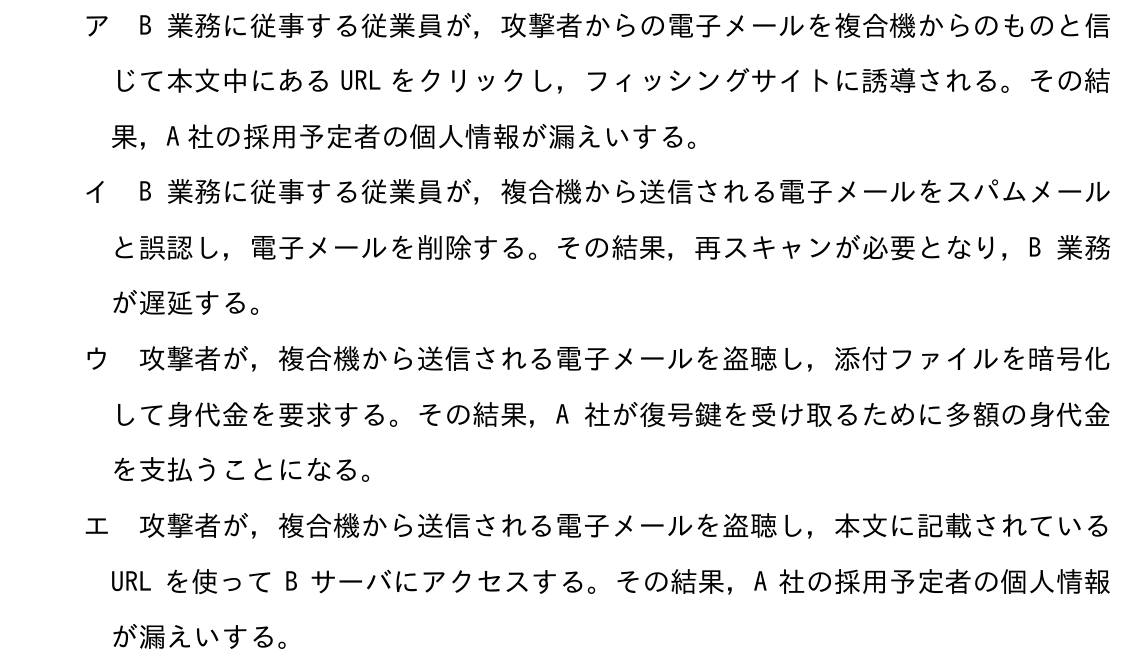 ア　B 業務に従事する従業員が，攻撃者からの電子メールを複合機からのものと信
じて本文中にある URL をクリックし，フィッシングサイトに誘導される。その結
果，A 社の採用予定者の個人情報が漏えいする。
イ　B 業務に従事する従業員が，複合機から送信される電子メールをスパムメール
と誤認し，電子メールを削除する。その結果，再スキャンが必要となり，B 業務
が遅延する。
ウ　攻撃者が，複合機から送信される電子メールを盗聴し，添付ファイルを暗号化
して身代金を要求する。その結果，A 社が復号鍵を受け取るために多額の身代金
を支払うことになる。
エ　攻撃者が，複合機から送信される電子メールを盗聴し，本文に記載されている
URL を使って B サーバにアクセスする。その結果，A 社の採用予定者の個人情報
が漏えいする。